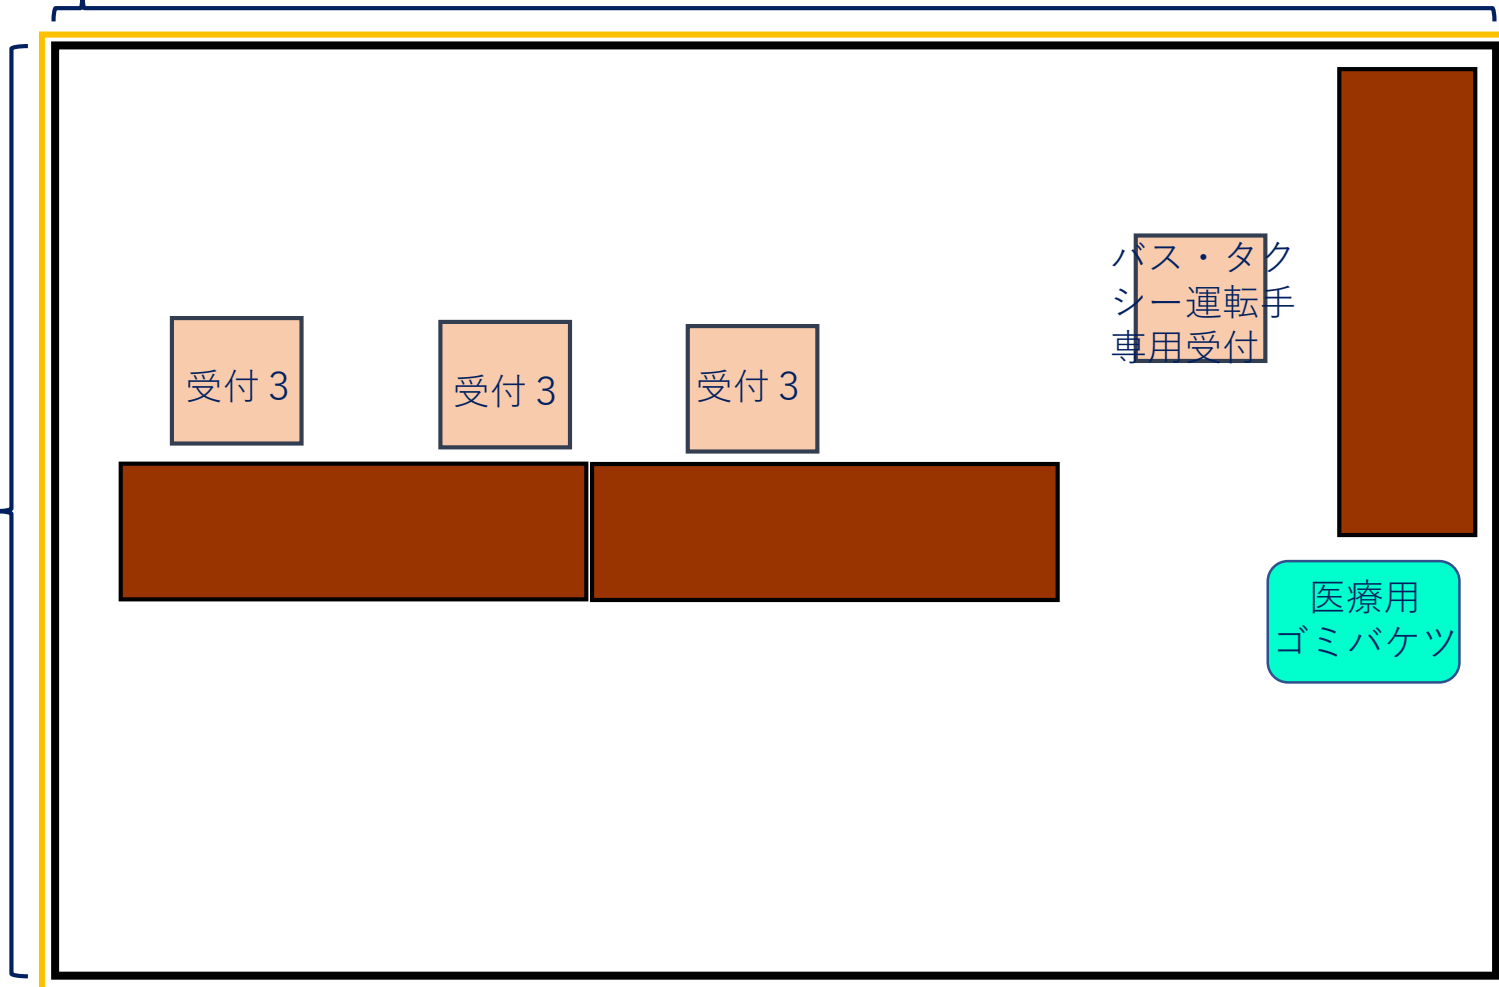 バス・タク
シー運転手
専用受付
受付３
受付３
受付３
医療用
ゴミバケツ